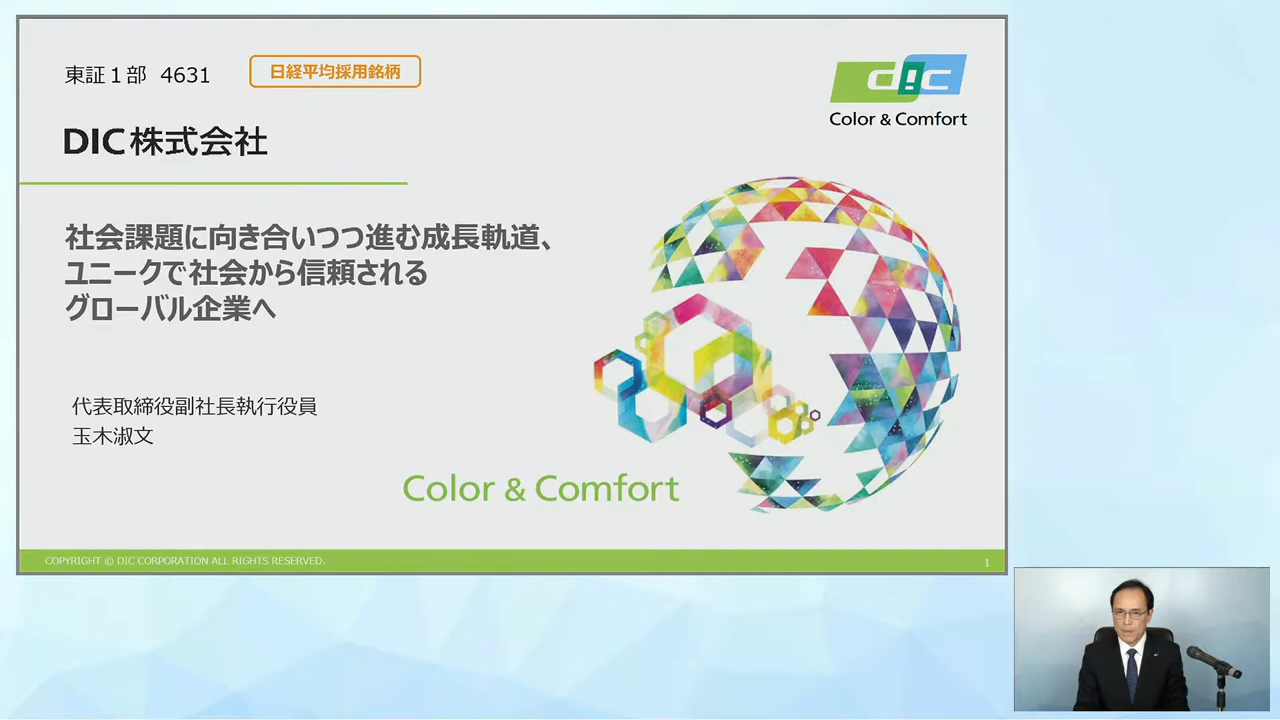 東証１部 4631
日経平均採用銘柄
dic
Color & Comfort
DIC株式会社
社会課題に向き合いつつ進む成長軌道、
ユニークで社会から信頼される
グローバル企業へ
代表取締役副社長執行役員
玉木淑文
Color & Comfort
COPYRIGHT © DIC CORPORATION ALL RIGHTS RESERVED.
1